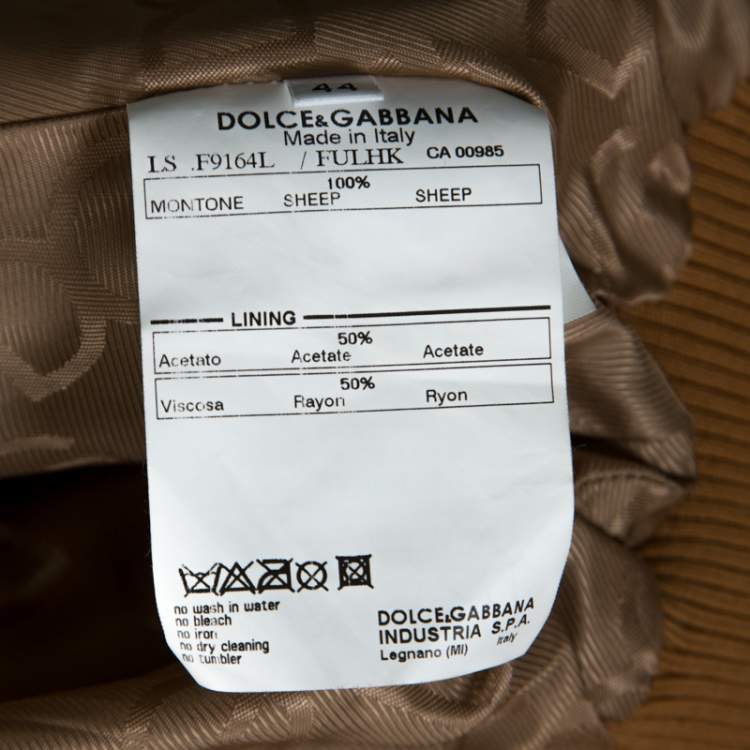 44
DOLCE&GABBANA
Made in Italy
I.S .F9164L / FULHK CA 00985
100%
MONTONE SHEEP SHEEP
LINING
50%
Acetato Acetate Acetate
50%
Viscosa Rayon Ryon
no wash in water
no bleach
no iron
no dry cleaning
no tumbler
DOLCE&GABBANA
INDUSTRIA S.P.A.
Italy
Legnano (MI)